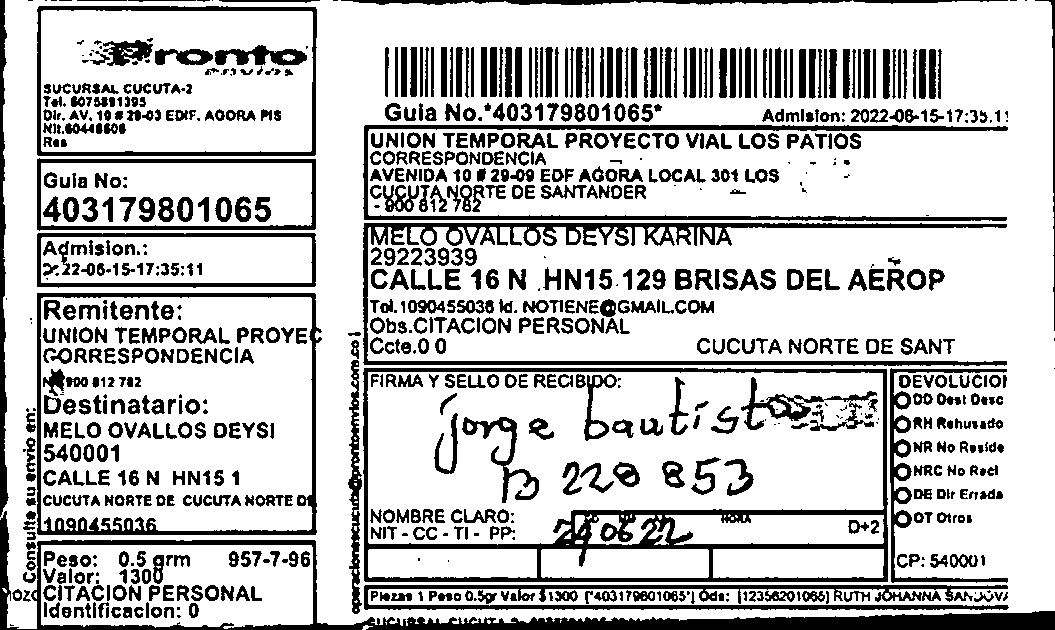 Pronto
envios
SUCURSAL CUCUTA-2
Tel. 6075891395
Dir. AV. 10 # 29-03 EDIF. AGORA PIS
Nit.60448606
Res
Guia No:
403179801065
Admision.:
22-06-15-17:35:11
Remitente:
UNION TEMPORAL PROYEC
CORRESPONDENCIA
900 812 782
Destinatario:
MELO OVALLOS DEYSI
540001
CALLE 16 N HN15 1
CUCUTA NORTE DE CUCUTA NORTE DE
1090455036
Peso: 0.5 grm 957-7-96
Valor: 1300
CITACION PERSONAL
Identificacion: 0
Consulte su envio en:
operacionescucuta@prontoenvios.com.co
Guia No.*403179801065*
Admision: 2022-06-15-17:35:11
UNION TEMPORAL PROYECTO VIAL LOS PATIOS
CORRESPONDENCIA
AVENIDA 10 # 29-09 EDF AGORA LOCAL 301 LOS
CUCUTA NORTE DE SANTANDER
- 900 812 782
MELO OVALLOS DEYSI KARINA
29223939
CALLE 16 N HN15 129 BRISAS DEL AEROP
Tel.1090455036 Id. NOTIENE@GMAIL.COM
Obs.CITACION PERSONAL
Ccte.0 0 CUCUTA NORTE DE SANT
FIRMA Y SELLO DE RECIBIDO:
jorge bautista
B 228 853
NOMBRE CLARO:
NIT - CC - TI - PP:
240622
HORA
D+2
DEVOLUCION
DD Dest Desc
RH Rehusado
NR No Reside
NRC No Recl
DE Dir Errada
OT Otros
CP: 540001
Piezas 1 Peso 0.5gr Valor $1300 [*403179801065*] Ods: [12356201065] RUTH JOHANNA SANDOVA